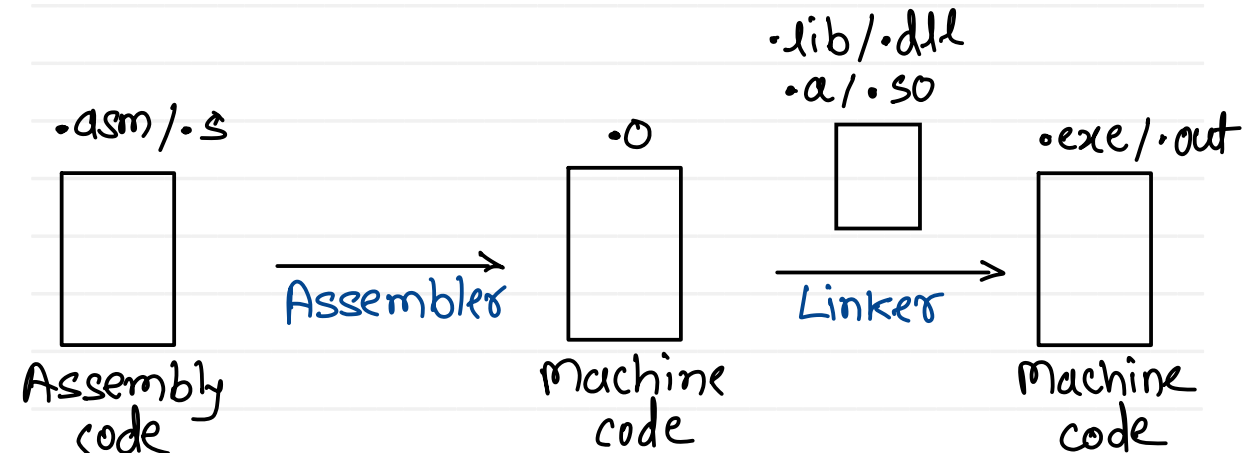 .lib/.dll
.a/.so
.asm/.s
.o
.exe/.out
Assembler
Linker
Assembly
code
Machine
code
Machine
code